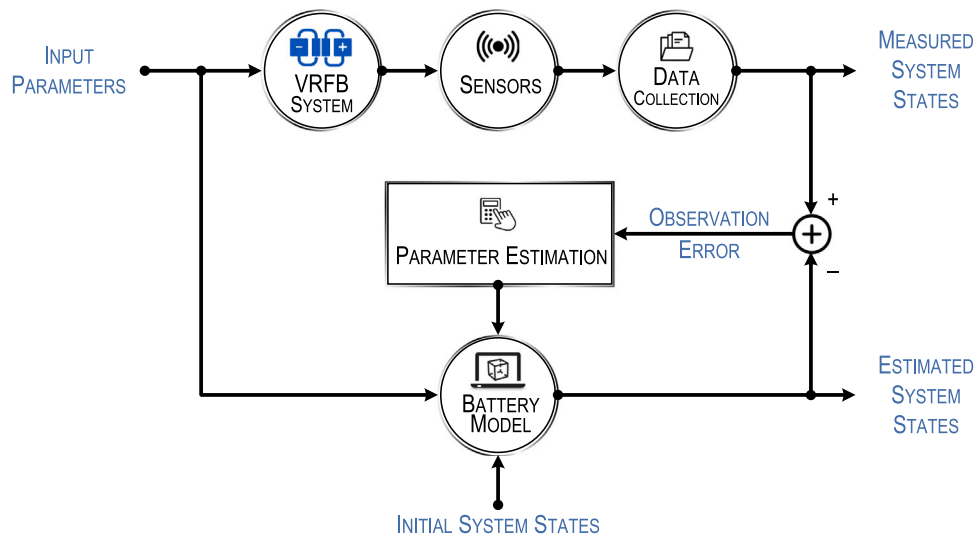 INPUT
PARAMETERS
VRFB
SYSTEM
SENSORS
DATA
COLLECTION
MEASURED
SYSTEM
STATES
+
OBSERVATION
ERROR
–
PARAMETER ESTIMATION
BATTERY
MODEL
ESTIMATED
SYSTEM
STATES
INITIAL SYSTEM STATES